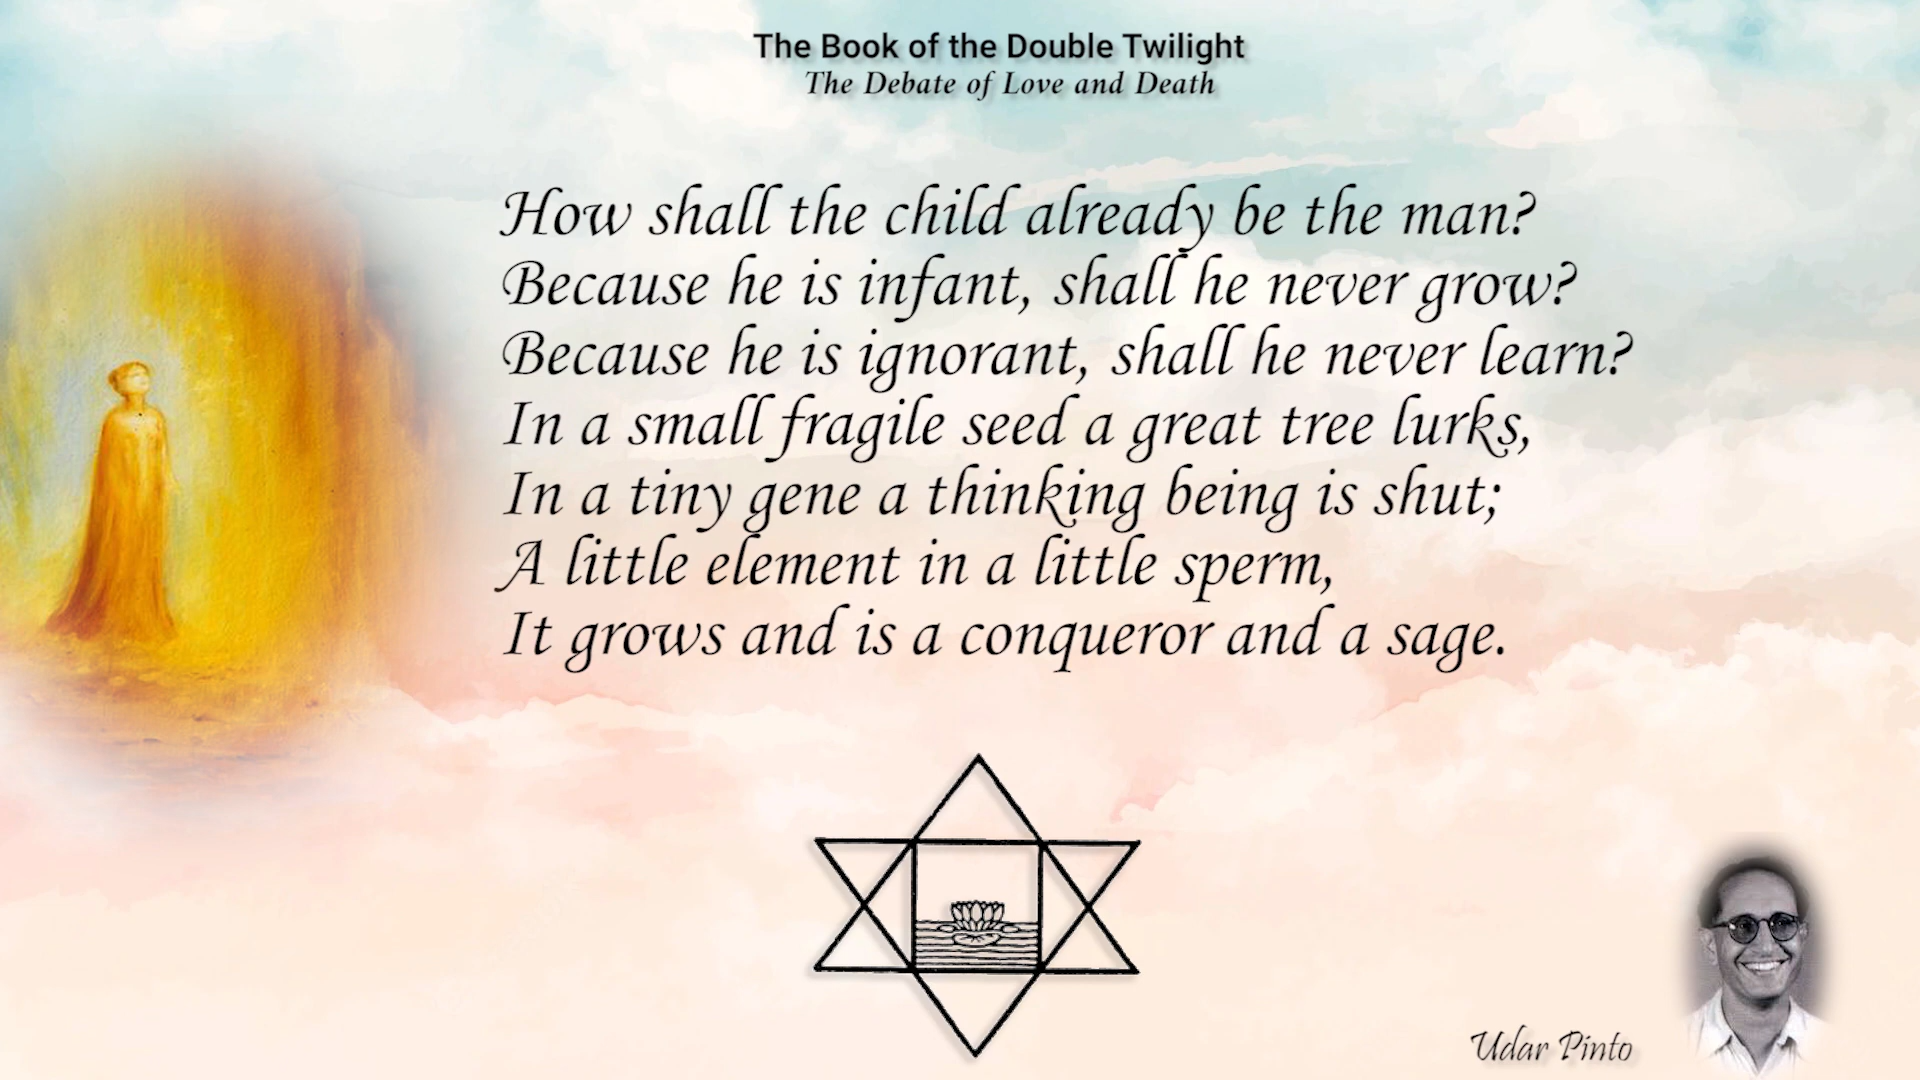 The Book of the Double Twilight
The Debate of Love and Death
How shall the child already be the man?
Because he is infant, shall he never grow?
Because he is ignorant, shall he never learn?
In a small fragile seed a great tree lurks,
In a tiny gene a thinking being is shut;
A little element in a little sperm,
It grows and is a conqueror and a sage.
Udar Pinto